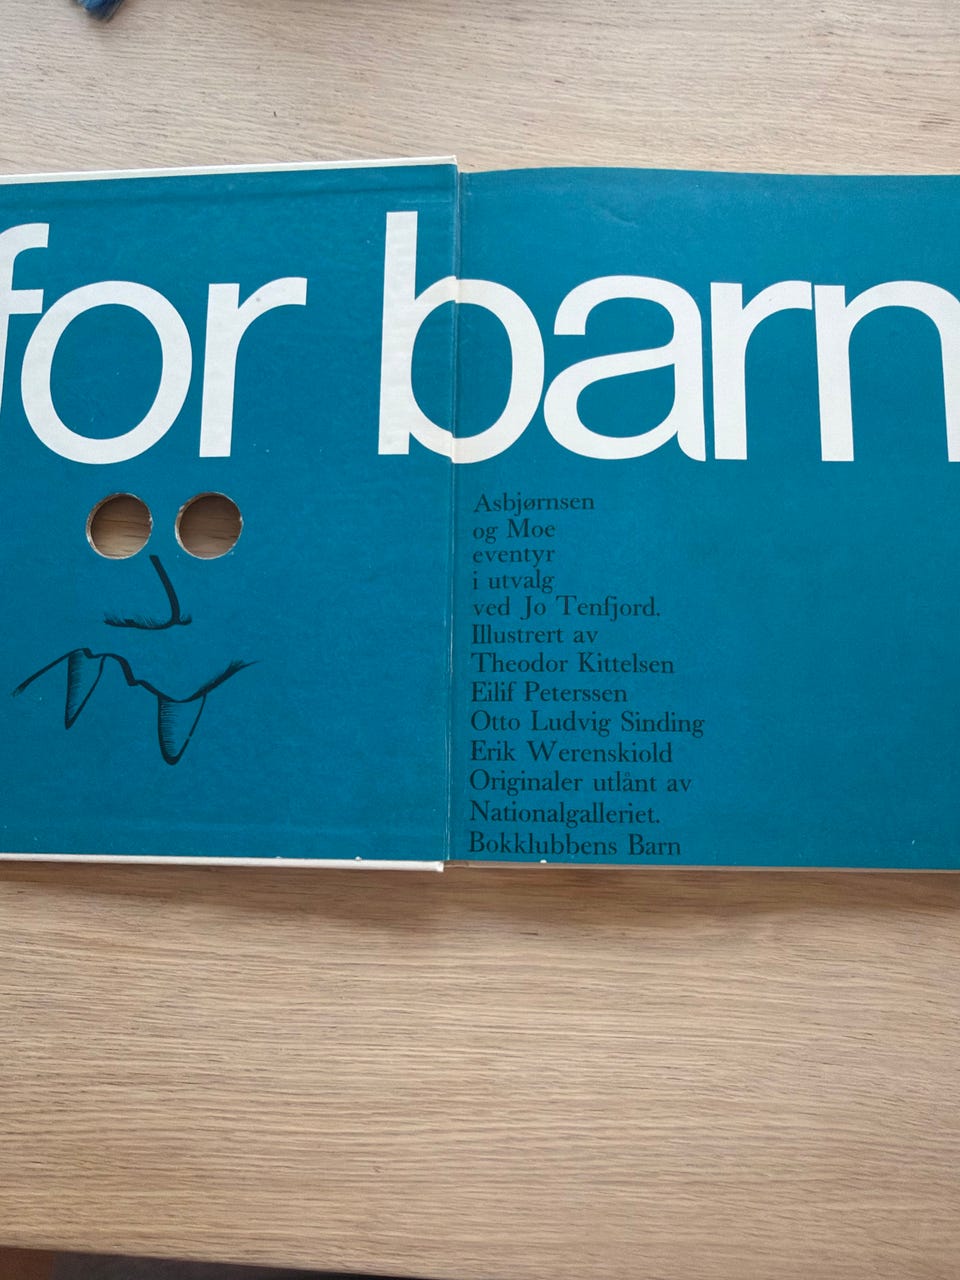 for barn
Asbjørnsen
og Moe
eventyr
i utvalg
ved Jo Tenfjord.
Illustrert av
Theodor Kittelsen
Eilif Peterssen
Otto Ludvig Sinding
Erik Werenskiold
Originaler utlånt av
Nationalgalleriet.
Bokklubbens Barn